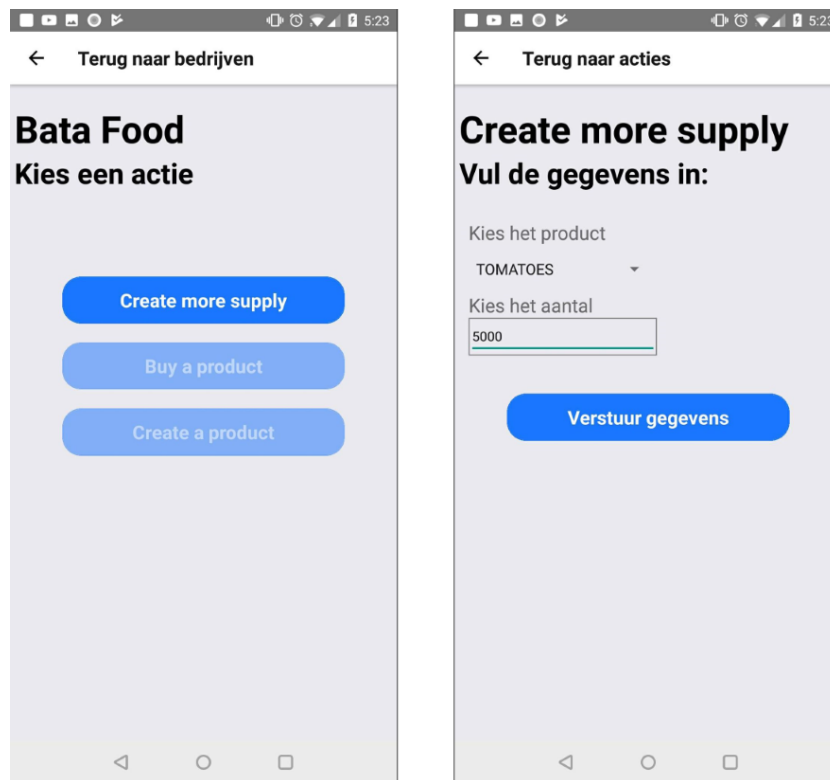 5:23
Terug naar bedrijven
Bata Food
Kies een actie
Create more supply
Buy a product
Create a product
5:23
Terug naar acties
Create more supply
Vul de gegevens in:
Kies het product
TOMATOES
Kies het aantal
5000
Verstuur gegevens